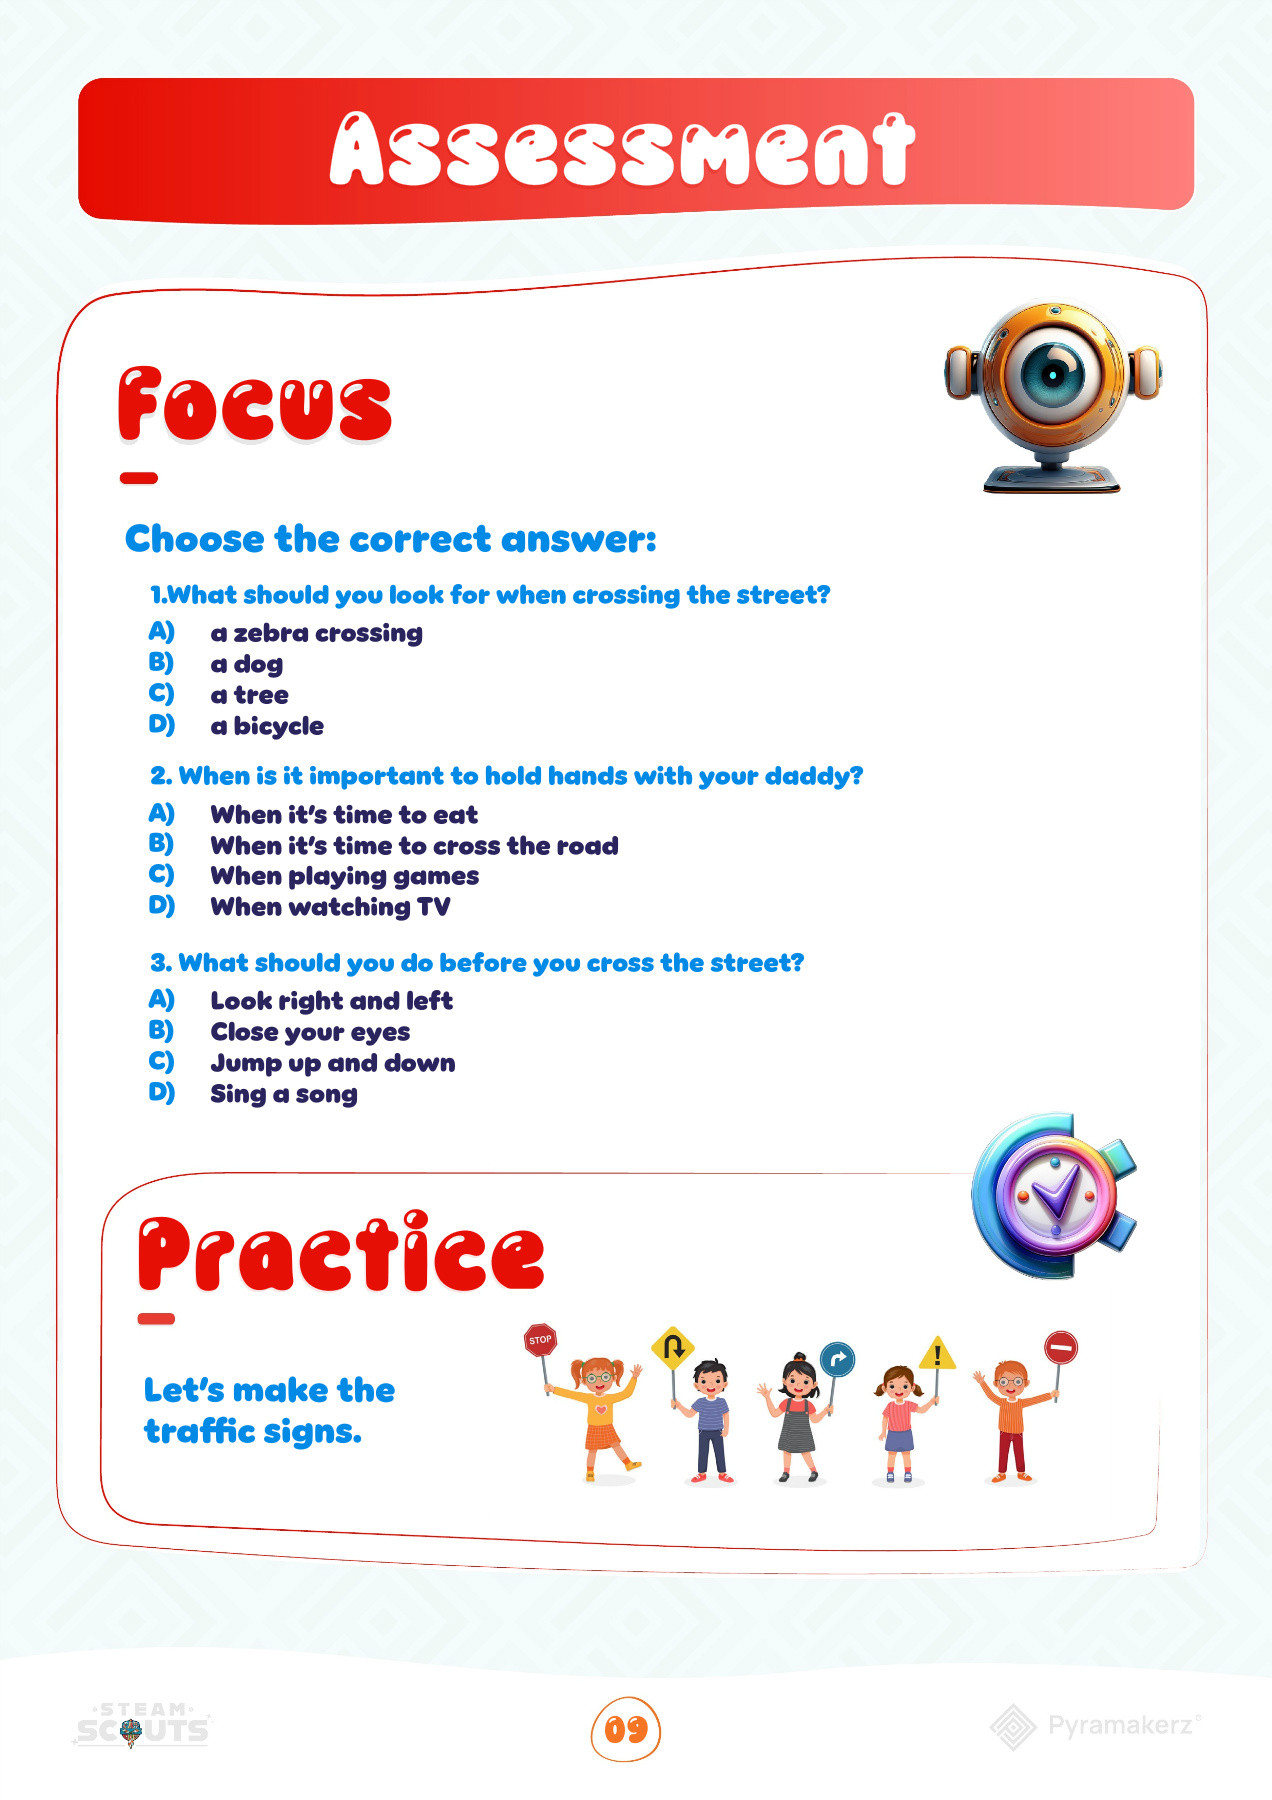 Assessment
Focus
Choose the correct answer:
1.What should you look for when crossing the street?
A) a zebra crossing
B) a dog
C) a tree
D) a bicycle
2. When is it important to hold hands with your daddy?
A) When it's time to eat
B) When it's time to cross the road
C) When playing games
D) When watching TV
3. What should you do before you cross the street?
A) Look right and left
B) Close your eyes
C) Jump up and down
D) Sing a song
Practice
STOP
!
Let's make the
traffic signs.
STEAM
SCOUTS
09
Pyramakerz